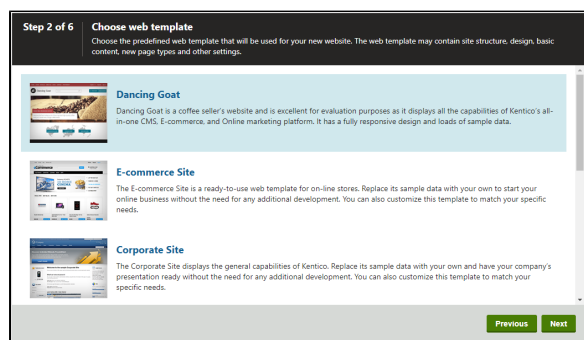 Step 2 of 6
Choose web template
Choose the predefined web template that will be used for your new website. The web template may contain site structure, design, basic
content, new page types and other settings.
Dancing Goat
Dancing Goat is a coffee seller's website and is excellent for evaluation purposes as it displays all the capabilities of Kentico's all-
in-one CMS, E-commerce, and Online marketing platform. It has a fully responsive design and loads of sample data.
E-commerce Site
The E-commerce Site is a ready-to-use web template for on-line stores. Replace its sample data with your own to start your
online business without the need for any additional development. You can also customize this template to match your specific
needs.
Corporate Site
The Corporate Site displays the general capabilities of Kentico. Replace its sample data with your own and have your company's
presentation ready without the need for any additional development. You can also customize this template to match your
specific needs.
Previous
Next